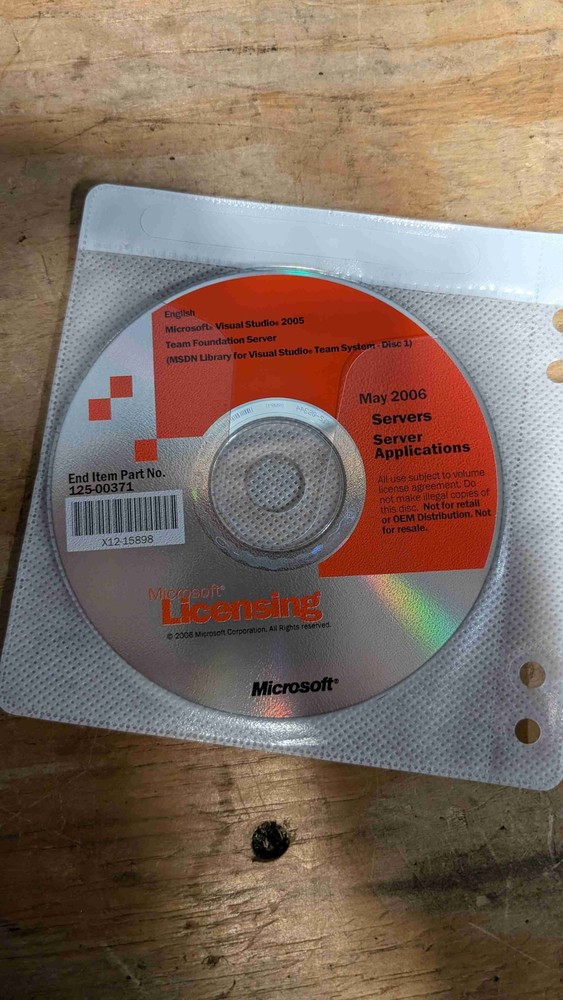 English
Microsoft® Visual Studio® 2005
Team Foundation Server
(MSDN Library for Visual Studio® Team System - Disc 1)
May 2006
Servers
Server
Applications
All use subject to volume
license agreement. Do
not make illegal copies of
this disc. Not for retail
or OEM Distribution. Not
for resale.
End Item Part No.
125-00371
X12-15898
Microsoft®
Licensing
© 2006 Microsoft Corporation. All Rights reserved.
Microsoft®